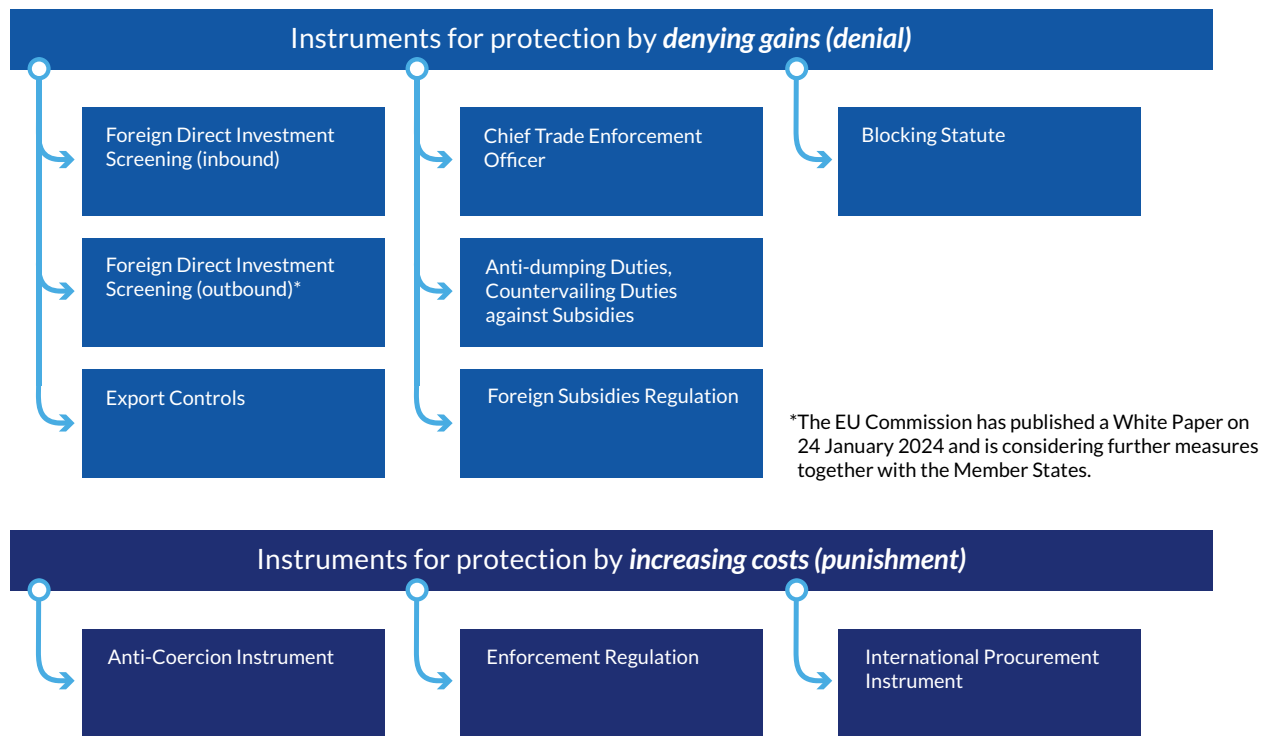 Instruments for protection by denying gains (denial)
Foreign Direct Investment
Screening (inbound)
Foreign Direct Investment
Screening (outbound)*
Export Controls
Chief Trade Enforcement
Officer
Anti-dumping Duties,
Countervailing Duties
against Subsidies
Foreign Subsidies Regulation
Blocking Statute
*The EU Commission has published a White Paper on
24 January 2024 and is considering further measures
together with the Member States.
Instruments for protection by increasing costs (punishment)
Anti-Coercion Instrument
Enforcement Regulation
International Procurement
Instrument